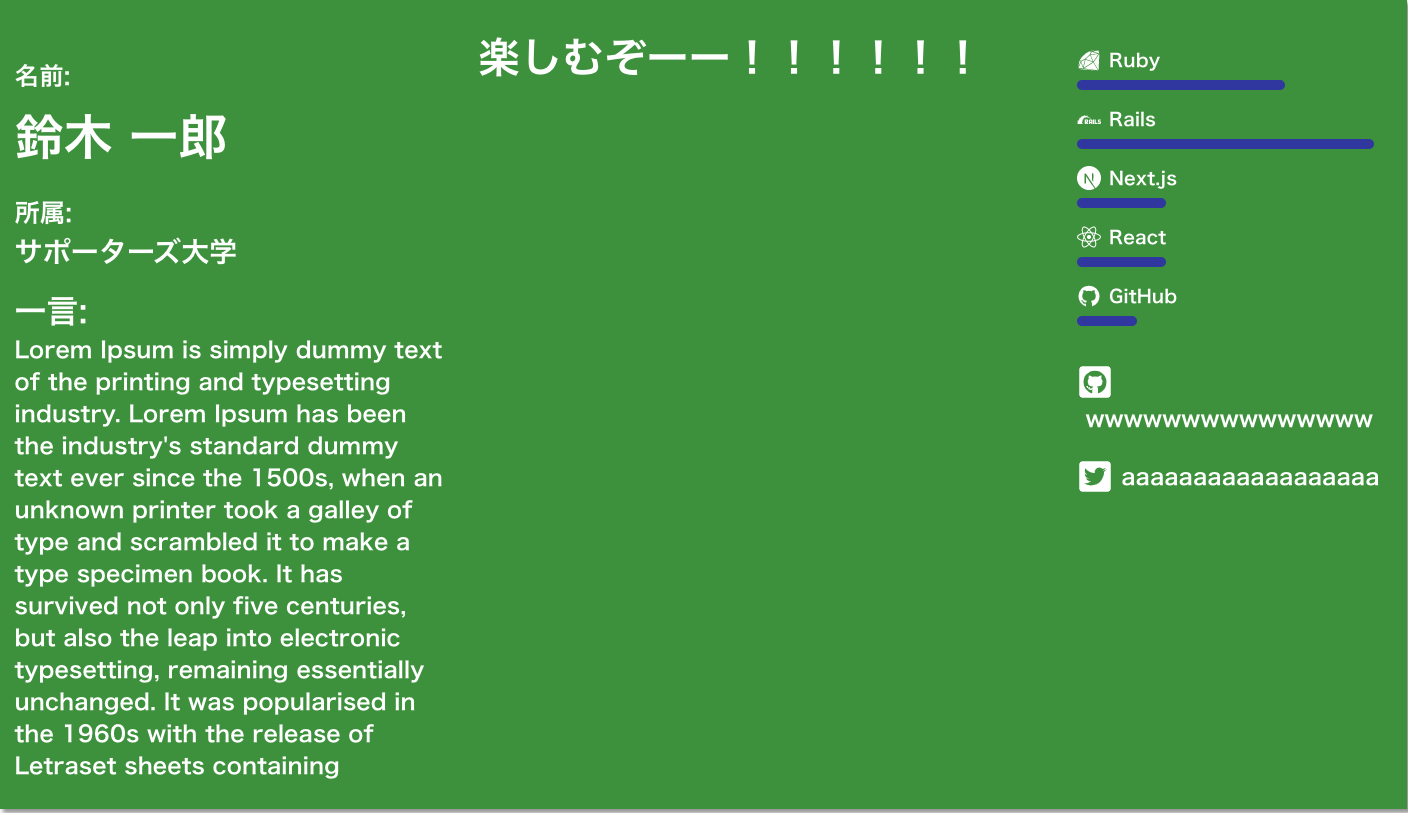 名前:
鈴木 一郎
所属:
サポーターズ大学
一言:
Lorem Ipsum is simply dummy text
of the printing and typesetting
industry. Lorem Ipsum has been
the industry's standard dummy
text ever since the 1500s, when an
unknown printer took a galley of
type and scrambled it to make a
type specimen book. It has
survived not only five centuries,
but also the leap into electronic
typesetting, remaining essentially
unchanged. It was popularised in
the 1960s with the release of
Letraset sheets containing
楽しむぞーー！！！！！！
Ruby
RAILS Rails
N Next.js
React
GitHub
wwwwwwwwwwwwwww
aaaaaaaaaaaaaaaaaa